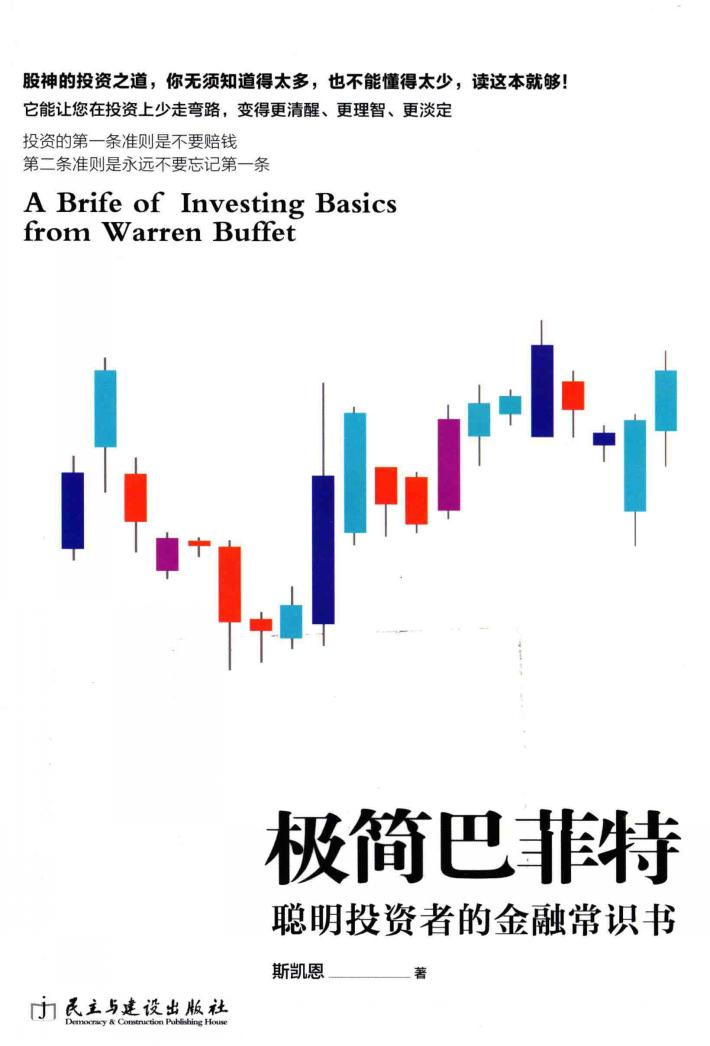 股神的投资之道，你无须知道得太多，也不能懂得太少，读这本就够！
它能让您在投资上少走弯路，变得更清醒、更理智、更淡定
投资的第一条准则是不要赔钱
第二条准则是永远不要忘记第一条
A Brife of Investing Basics
from Warren Buffet
极简巴菲特
聪明投资者的金融常识书
斯凯恩 著
民主与建设出版社
Democracy & Construction Publishing House